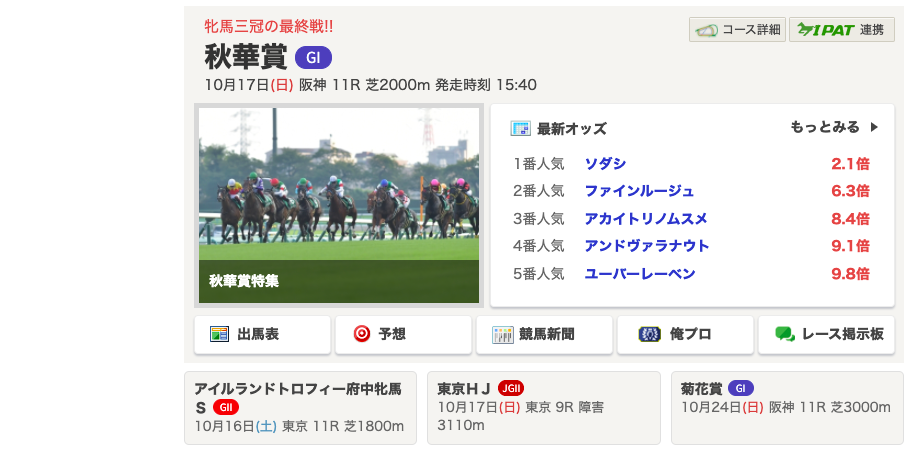 牝馬三冠の最終戦!!
コース詳細
IPAT 連携
秋華賞 GI
10月17日(日) 阪神 11R 芝2000m 発走時刻 15:40
最新オッズ
もっとみる
1番人気 ソダシ 2.1倍
2番人気 ファインルージュ 6.3倍
3番人気 アカイトリノムスメ 8.4倍
4番人気 アンドヴァラナウト 9.1倍
5番人気 ユーバーレーベン 9.8倍
秋華賞特集
出馬表
予想
競馬新聞
俺プロ
レース掲示板
アイルランドトロフィー府中牝馬
S GII
10月16日(土) 東京 11R 芝1800m
東京HJ JGII
10月17日(日) 東京 9R 障害
3110m
菊花賞 GI
10月24日(日) 阪神 11R 芝3000m